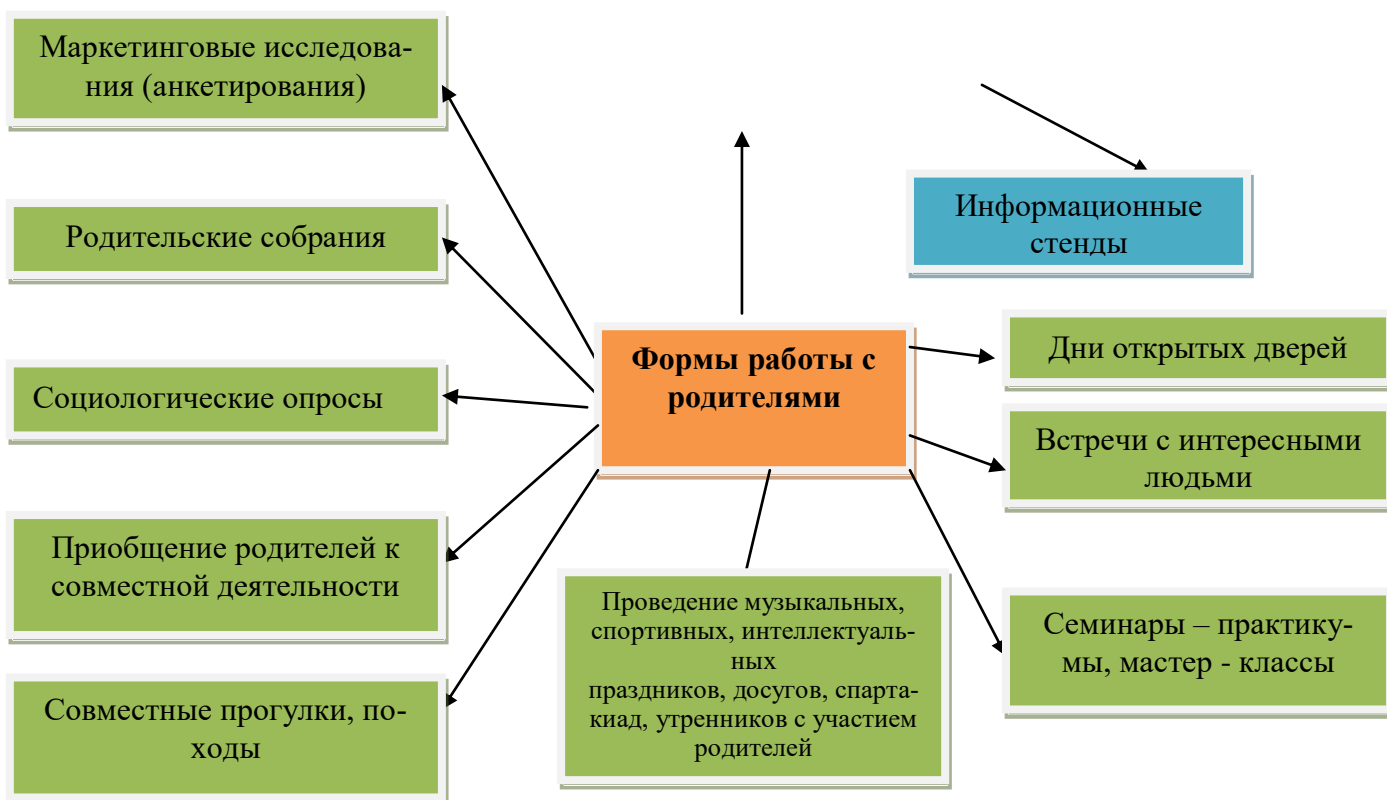 Маркетинговые исследова-
ния (анкетирования)
Родительские собрания
Социологические опросы
Приобщение родителей к
совместной деятельности
Совместные прогулки, по-
ходы
Формы работы с
родителями
Проведение музыкальных,
спортивных, интеллектуаль-
ных
праздников, досугов, спарта-
киад, утренников с участием
родителей
Информационные
стенды
Дни открытых дверей
Встречи с интересными
людьми
Семинары – практику-
мы, мастер - классы